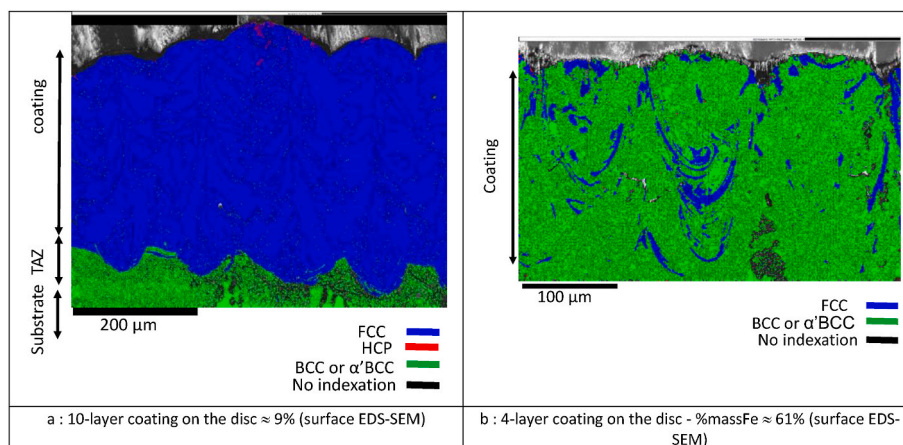 coating
TAZ
Substrate
200 µm
FCC
HCP
BCC or α'BCC
No indexation
a : 10-layer coating on the disc ≈ 9% (surface EDS-SEM)
Coating
100 µm
FCC
BCC or α'BCC
No indexation
b : 4-layer coating on the disc - %massFe ≈ 61% (surface EDS-
SEM)